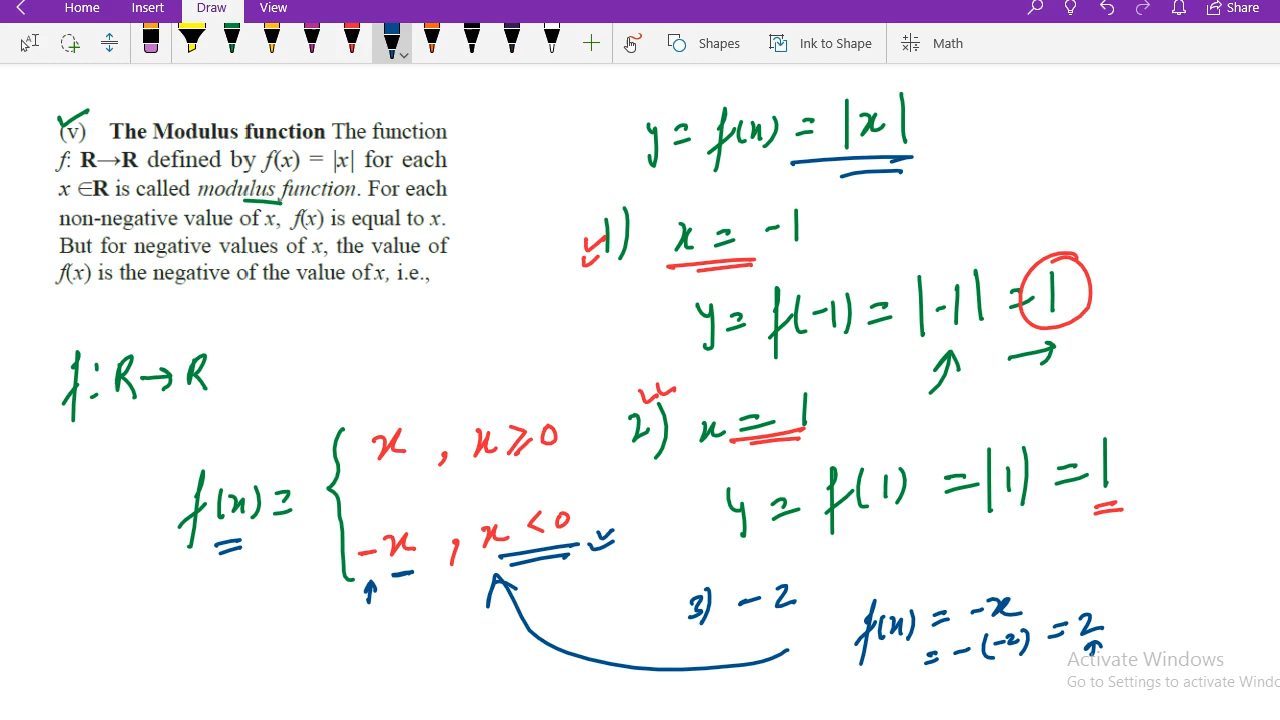 Home Insert Draw View Share
Shapes Ink to Shape Math
(v) The Modulus function The function
f: R→R defined by f(x) = |x| for each
x ∈R is called modulus function. For each
non-negative value of x, f(x) is equal to x.
But for negative values of x, the value of
f(x) is the negative of the value of x, i.e.,
f: R→R
f(x) = { x , x ≥ 0
-x , x < 0
y = f(x) = |x|
1) x = -1
y = f(-1) = |-1| = 1
2) x = 1
y = f(1) = |1| = 1
3) -2
f(x) = -x
= -(-2) = 2
Activate Windows
Go to Settings to activate Windo